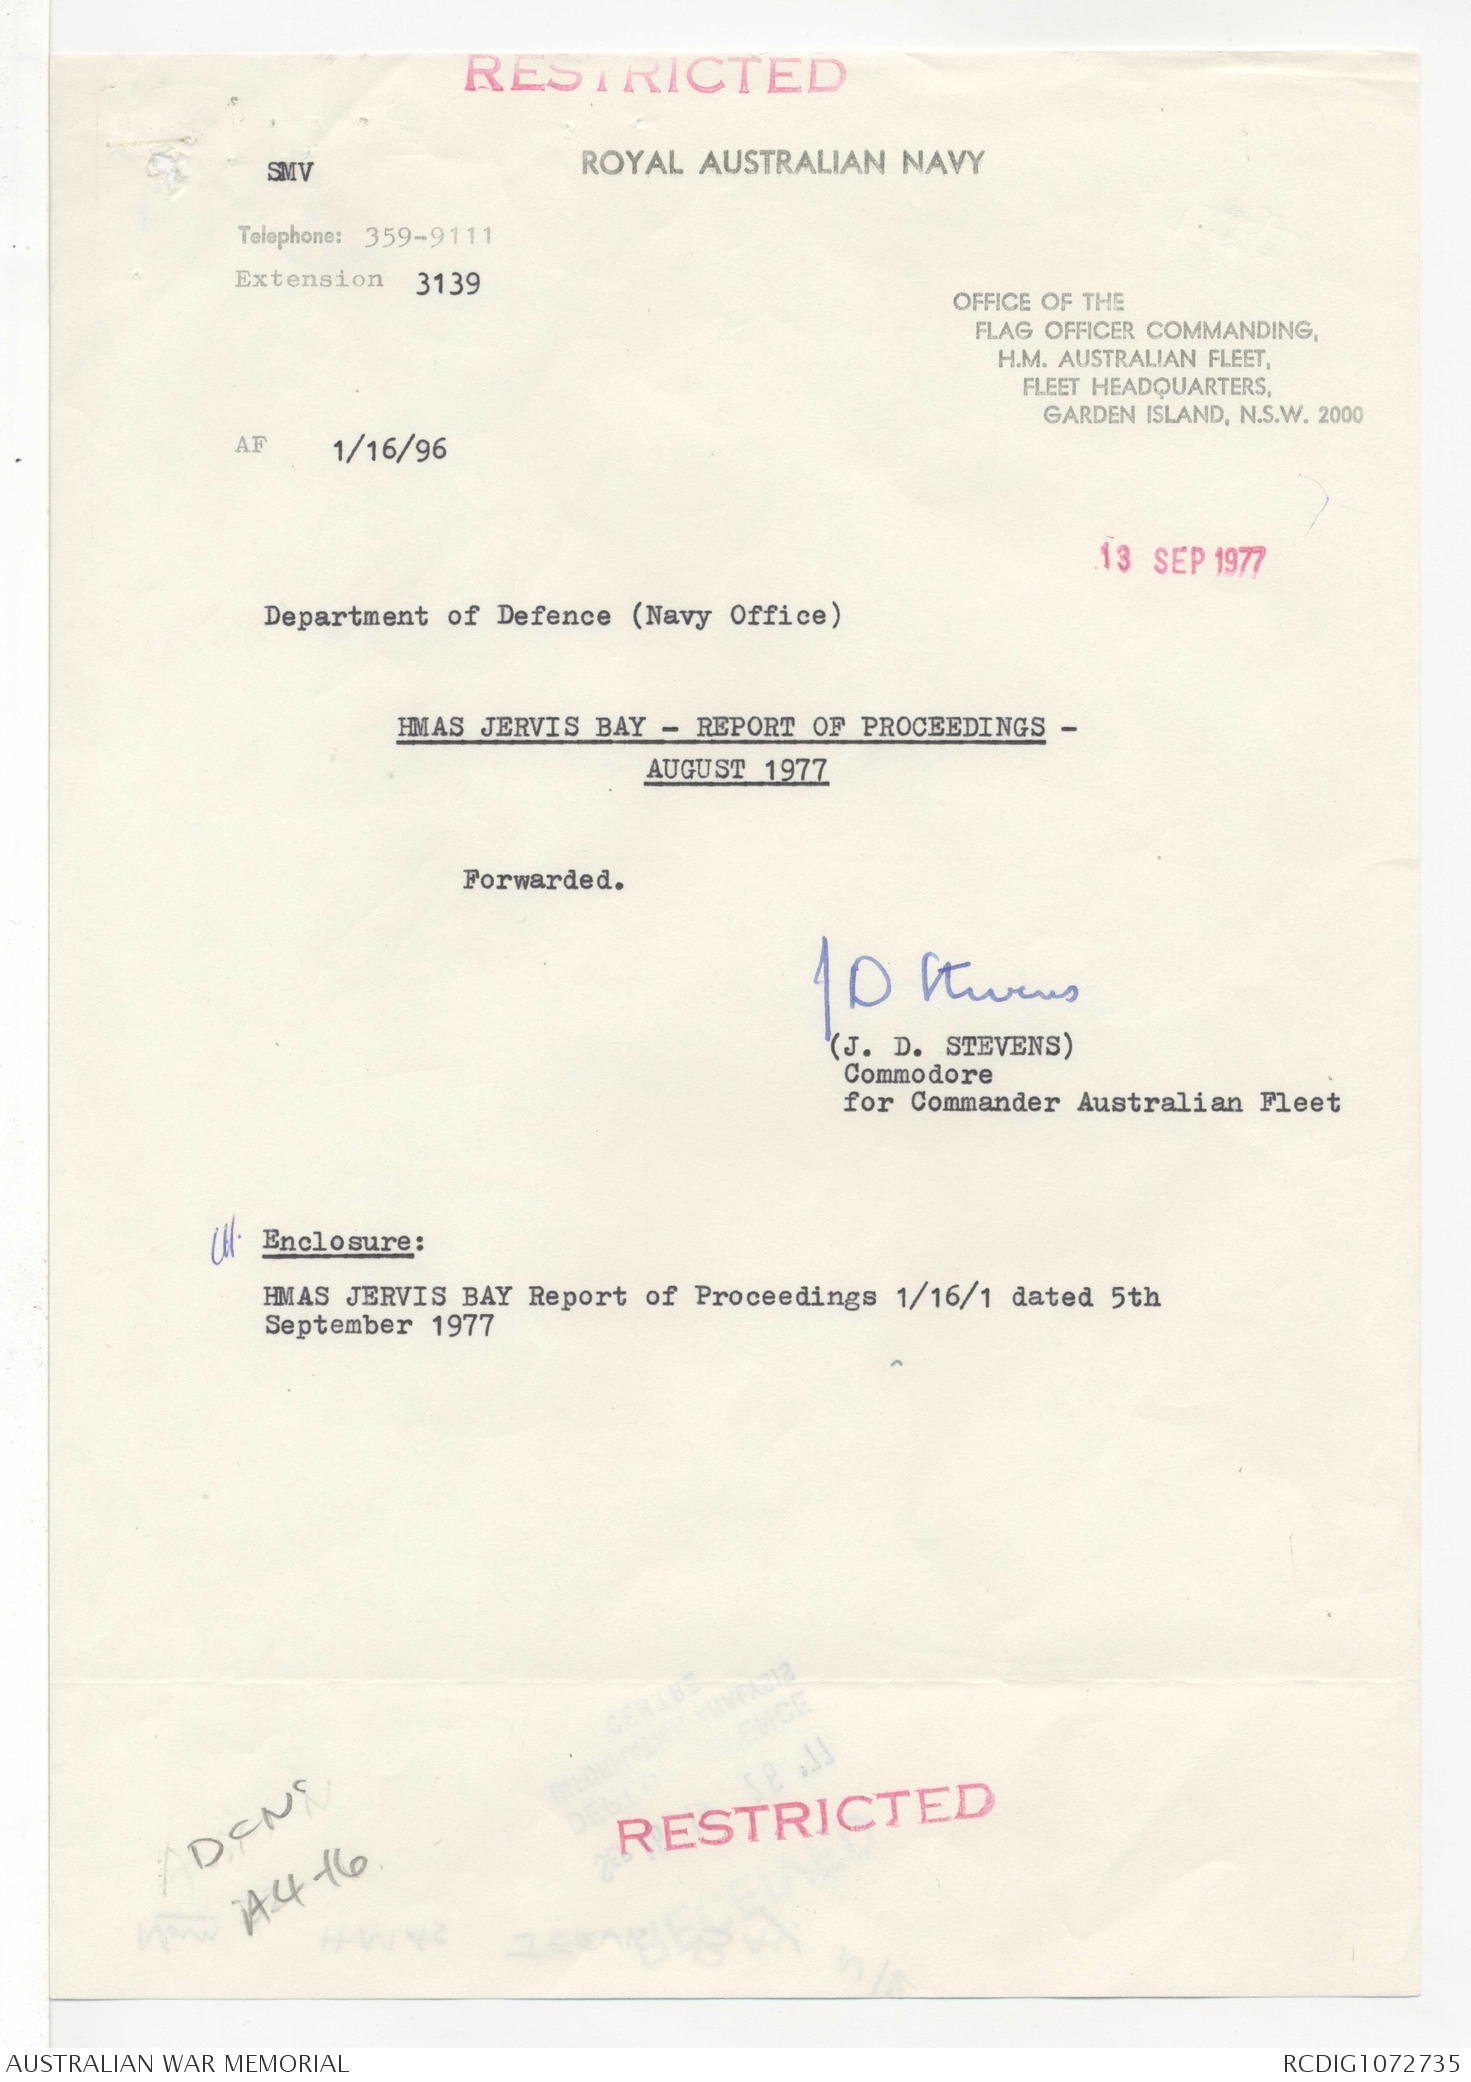 RESTRICTED
SMV
ROYAL AUSTRALIAN NAVY
Telephone: 359-9111
Extension 3139
OFFICE OF THE
FLAG OFFICER COMMANDING,
H.M. AUSTRALIAN FLEET,
FLEET HEADQUARTERS,
GARDEN ISLAND, N.S.W. 2000
AF 1/16/96
13 SEP 1977
Department of Defence (Navy Office)
HMAS JERVIS BAY - REPORT OF PROCEEDINGS -
AUGUST 1977
Forwarded.
J D Stevens
(J. D. STEVENS)
Commodore
for Commander Australian Fleet
Enclosure:
HMAS JERVIS BAY Report of Proceedings 1/16/1 dated 5th
September 1977
RESTRICTED
A4-16
AUSTRALIAN WAR MEMORIAL
RCDIG1072735